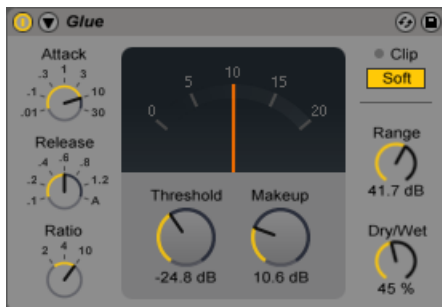 Glue
Attack
.01 .1 .3 1 3 10 30
Release
.1 .2 .4 .6 .8 1.2 A
Ratio
2 4 10
0 5 10 15 20
Threshold
-24.8 dB
Makeup
10.6 dB
Clip
Soft
Range
41.7 dB
Dry/Wet
45 %